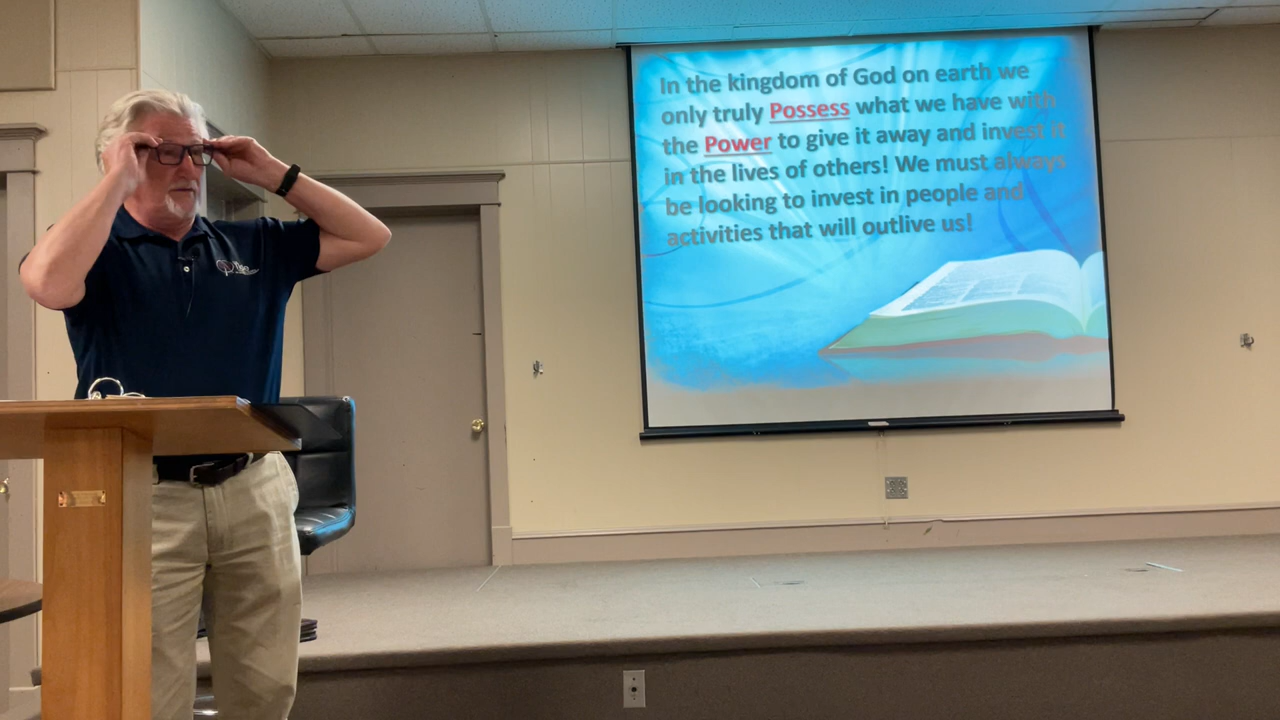 In the kingdom of God on earth we
only truly Possess what we have with
the Power to give it away and invest it
in the lives of others! We must always
be looking to invest in people and
activities that will outlive us!